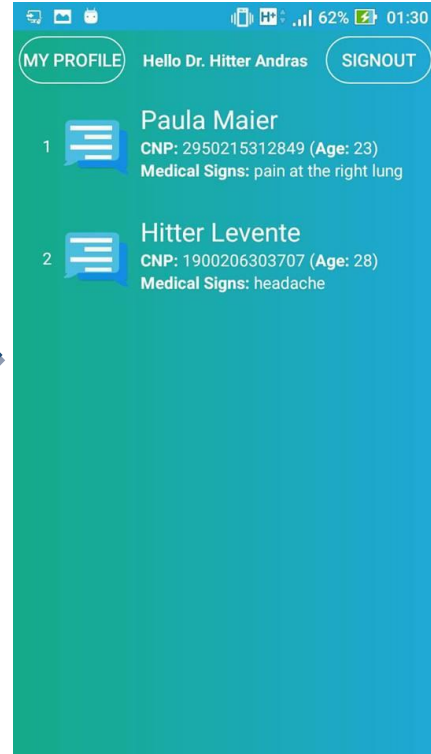 H+ 62% 01:30
MY PROFILE Hello Dr. Hitter Andras SIGNOUT
1 Paula Maier
CNP: 2950215312849 (Age: 23)
Medical Signs: pain at the right lung
2 Hitter Levente
CNP: 1900206303707 (Age: 28)
Medical Signs: headache